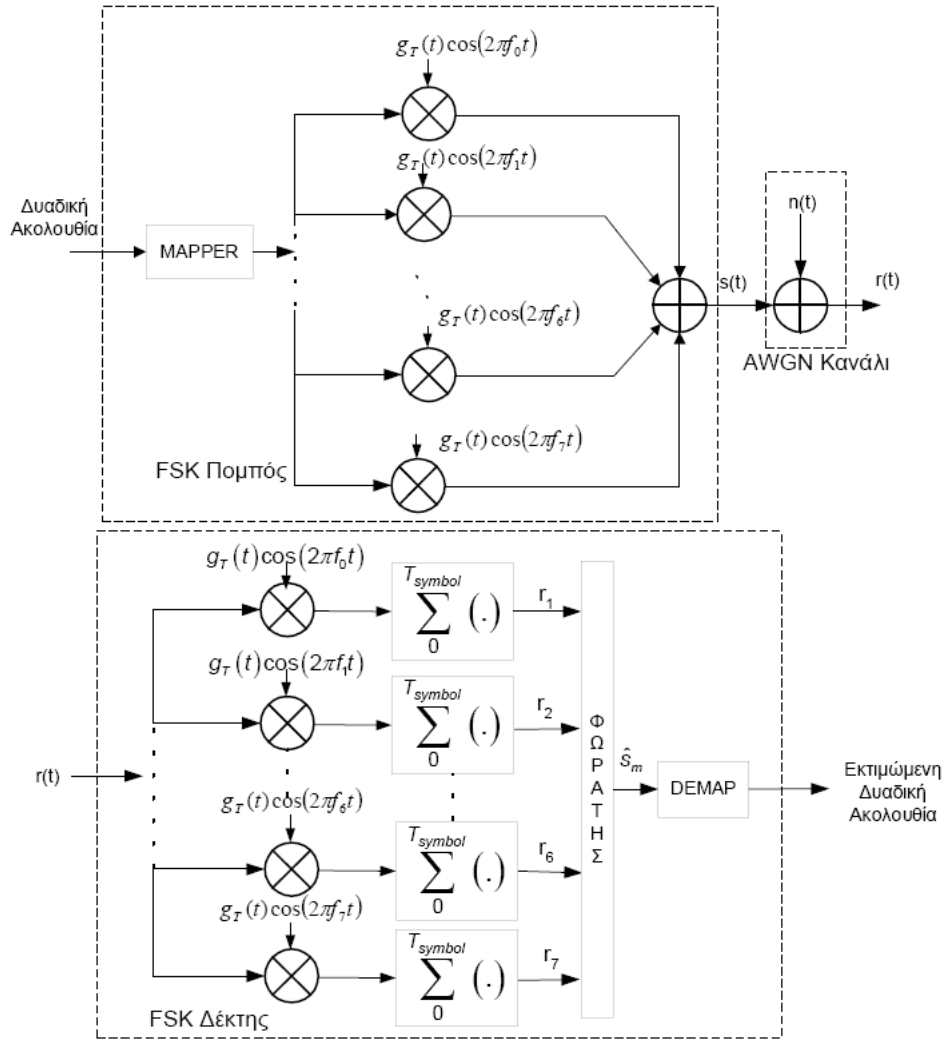 g_T(t)cos(2πf_0t)
g_T(t)cos(2πf_1t)
Δυαδική
Ακολουθία
MAPPER
n(t)
s(t)
r(t)
g_T(t)cos(2πf_6t)
AWGN Κανάλι
g_T(t)cos(2πf_7t)
FSK Πομπός
g_T(t)cos(2πf_0t)
T_symbol
∑ (.)
0
r_1
g_T(t)cos(2πf_1t)
T_symbol
∑ (.)
0
r_2
r(t)
ΦΩΡΑΤΗΣ
ŝ_m
DEMAP
Εκτιμώμενη
Δυαδική
Ακολουθία
g_T(t)cos(2πf_6t)
T_symbol
∑ (.)
0
r_6
g_T(t)cos(2πf_7t)
T_symbol
∑ (.)
0
r_7
FSK Δέκτης